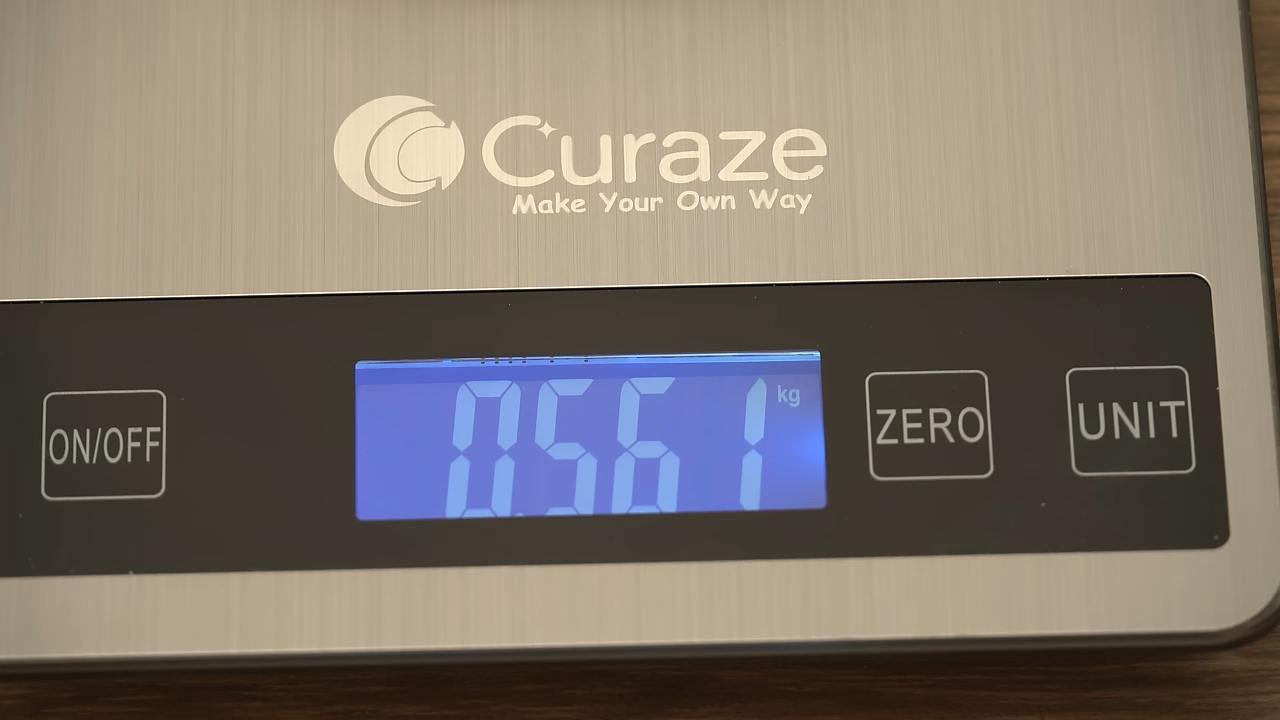 Curaze
Make Your Own Way
ON/OFF
0.561 kg
ZERO
UNIT